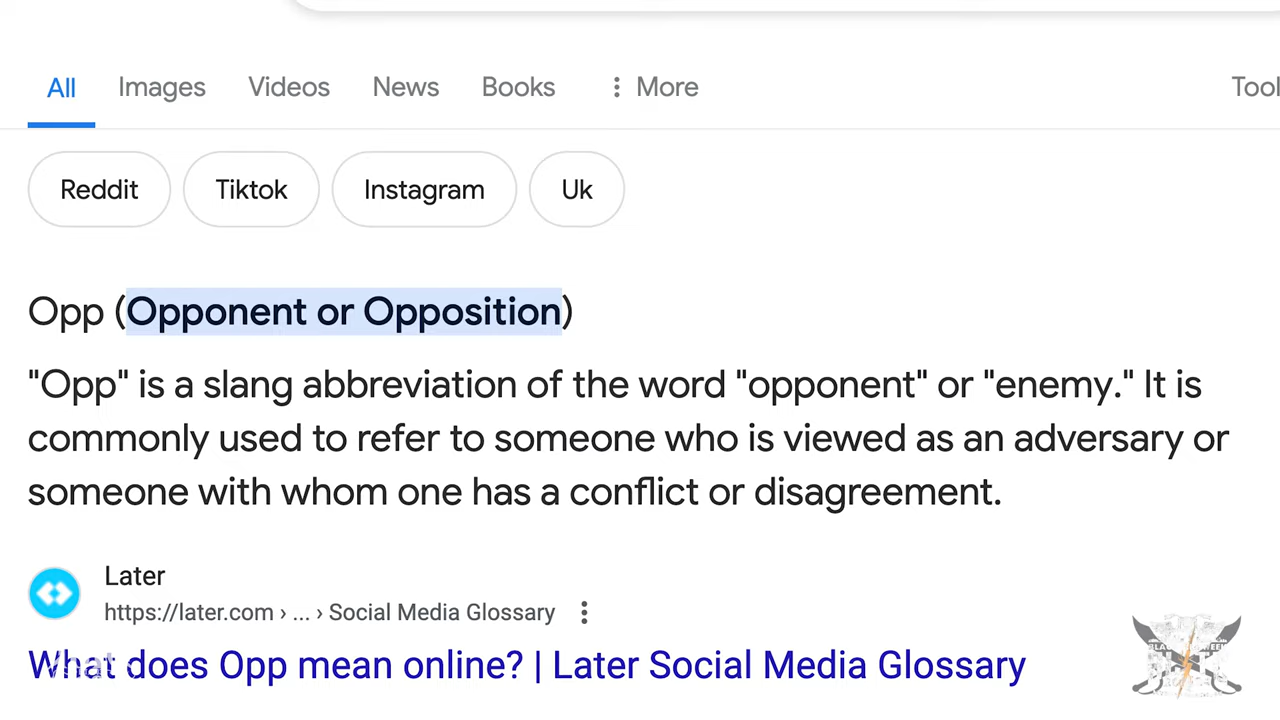 All Images Videos News Books More Tool
Reddit Tiktok Instagram Uk
Opp (Opponent or Opposition)
"Opp" is a slang abbreviation of the word "opponent" or "enemy." It is
commonly used to refer to someone who is viewed as an adversary or
someone with whom one has a conflict or disagreement.
Later
https://later.com › ... › Social Media Glossary
What does Opp mean online? | Later Social Media Glossary